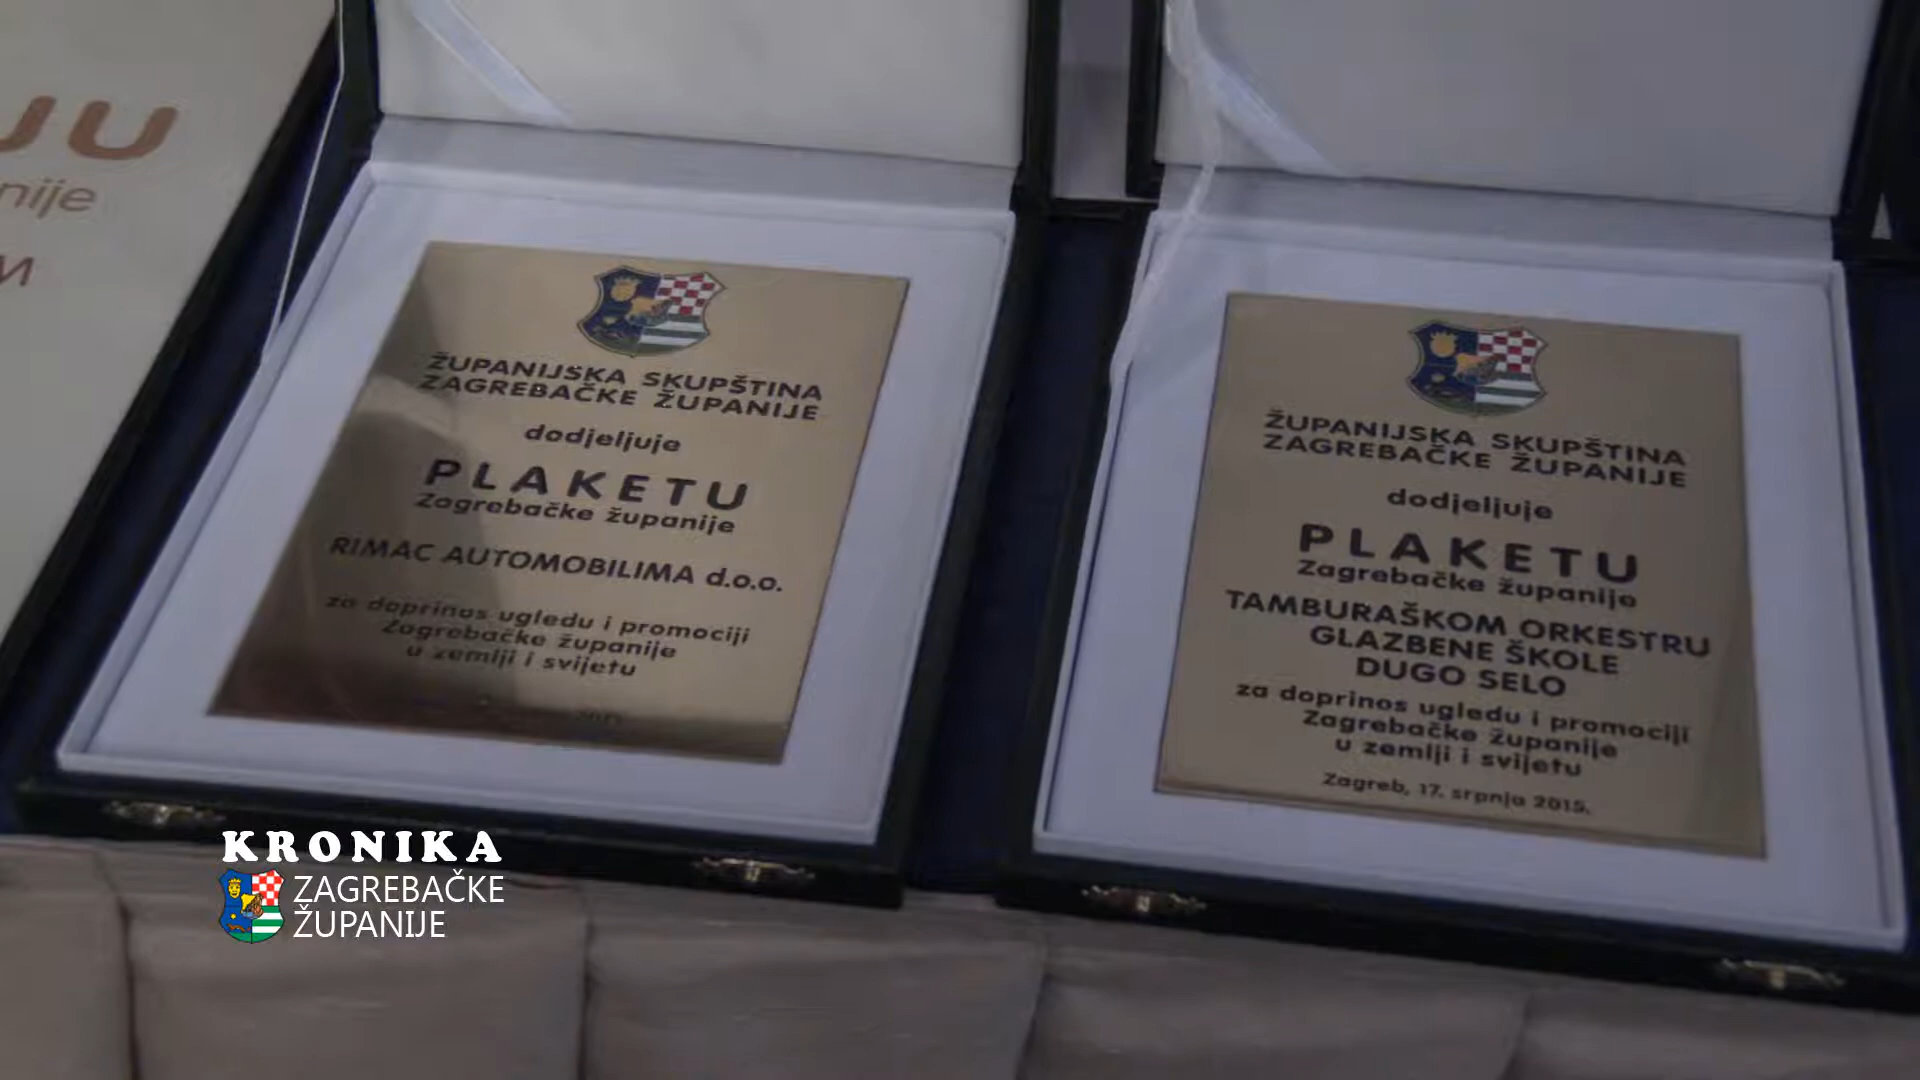 UJU
nije
ŽUPANIJSKA SKUPŠTINA
ZAGREBAČKE ŽUPANIJE
dodjeljuje
PLAKETU
Zagrebačke županije
RIMAC AUTOMOBILIMA d.o.o.
za doprinos ugledu i promociji
Zagrebačke županije
u zemlji i svijetu
ŽUPANIJSKA SKUPŠTINA
ZAGREBAČKE ŽUPANIJE
dodjeljuje
PLAKETU
Zagrebačke županije
TAMBURAŠKOM ORKESTRU
GLAZBENE ŠKOLE
DUGO SELO
za doprinos ugledu i promociji
Zagrebačke županije
u zemlji i svijetu
Zagreb, 17. srpnja 2015.
KRONIKA
ZAGREBAČKE
ŽUPANIJE